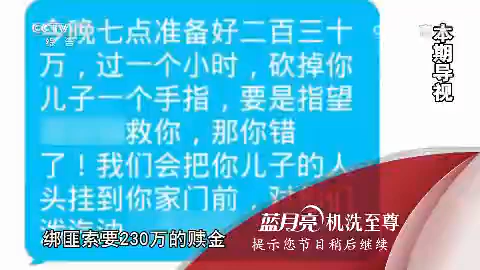 CCTV
综合
今晚七点准备好二百三十
万，过一个小时，砍掉你
儿子一个手指，要是指望
救你，那你错
了！我们会把你儿子的人
头挂到你家门前，
本期导视
绑匪索要230万的赎金
蓝月亮 机洗至尊
提示您节目稍后继续